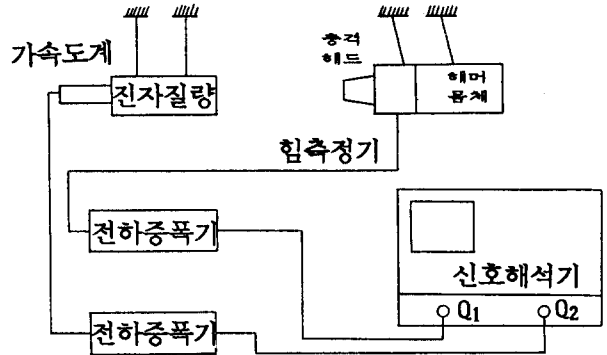 충격
헤드
가속도계
진자질량
해머
몸체
힘측정기
전하증폭기
신호해석기
Q1
Q2
전하증폭기